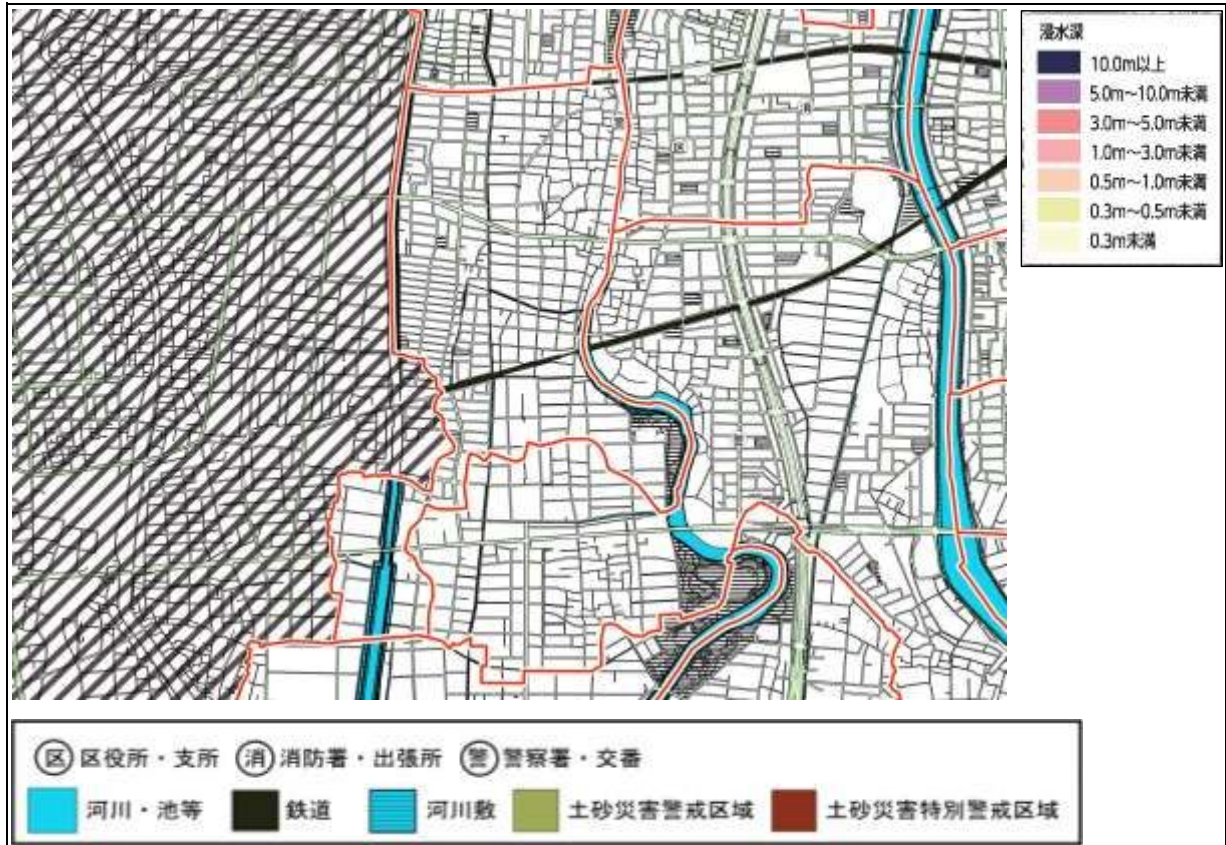 浸水深
10.0m以上
5.0m～10.0m未満
3.0m～5.0m未満
1.0m～3.0m未満
0.5m～1.0m未満
0.3m～0.5m未満
0.3m未満
区
消
区 区役所・支所 消 消防署・出張所 警 警察署・交番
河川・池等 鉄道 河川敷 土砂災害警戒区域 土砂災害特別警戒区域